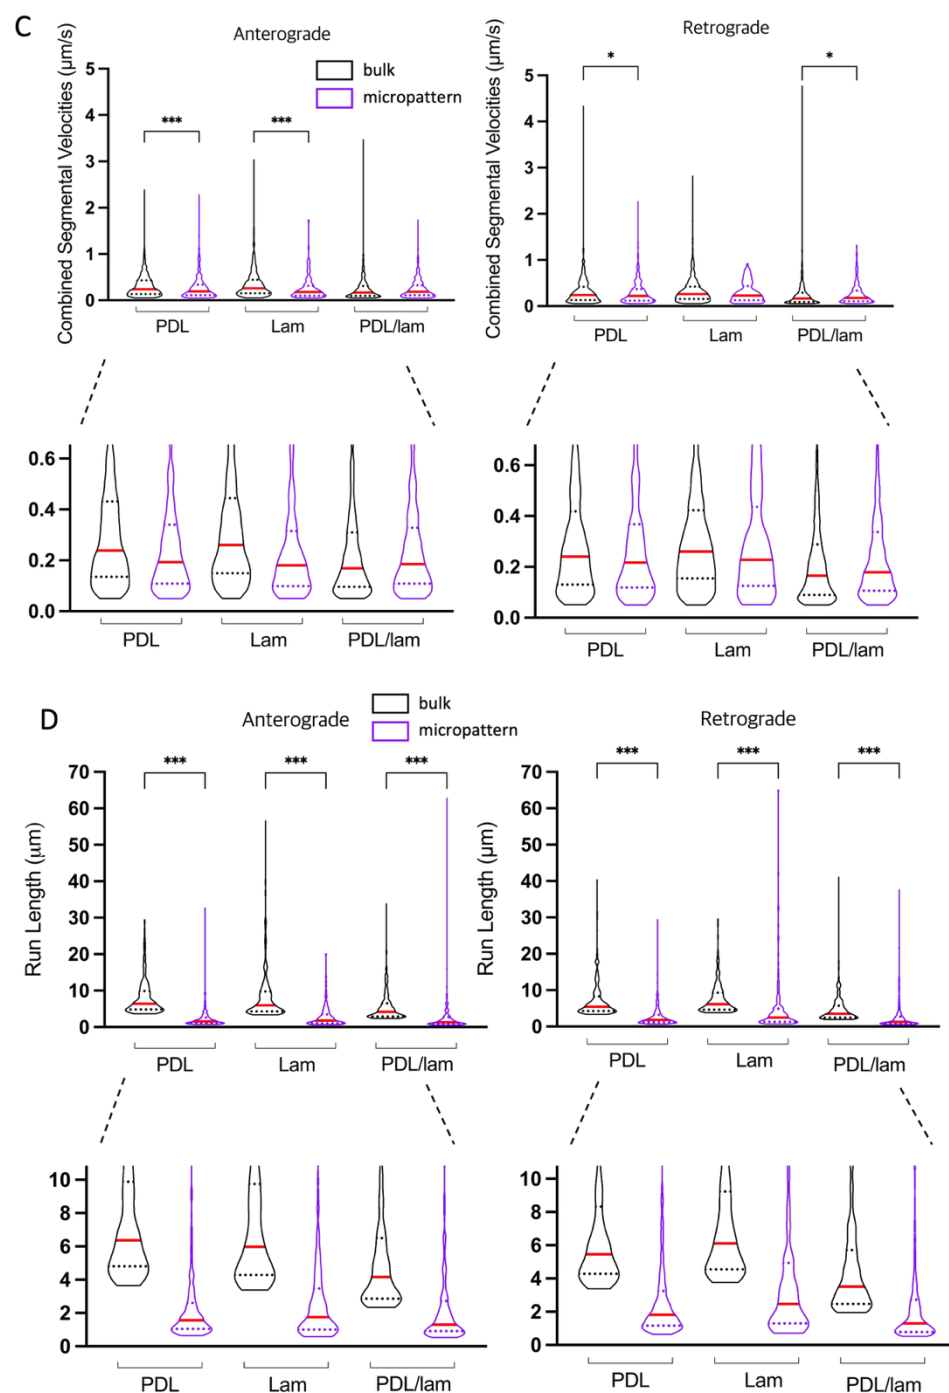 C
Anterograde
Retrograde
bulk
micropattern
Combined Segmental Velocities (μm/s)
5
4
3
2
1
0
***
***
PDL
Lam
PDL/lam
Combined Segmental Velocities (μm/s)
5
4
3
2
1
0
*
*
PDL
Lam
PDL/lam
0.6
0.4
0.2
0.0
PDL
Lam
PDL/lam
0.6
0.4
0.2
0.0
PDL
Lam
PDL/lam
D
Anterograde
bulk
micropattern
Retrograde
Run Length (μm)
70
60
50
40
30
20
10
0
***
***
***
PDL
Lam
PDL/lam
Run Length (μm)
70
60
50
40
30
20
10
0
***
***
***
PDL
Lam
PDL/lam
10
8
6
4
2
0
PDL
Lam
PDL/lam
10
8
6
4
2
0
PDL
Lam
PDL/lam